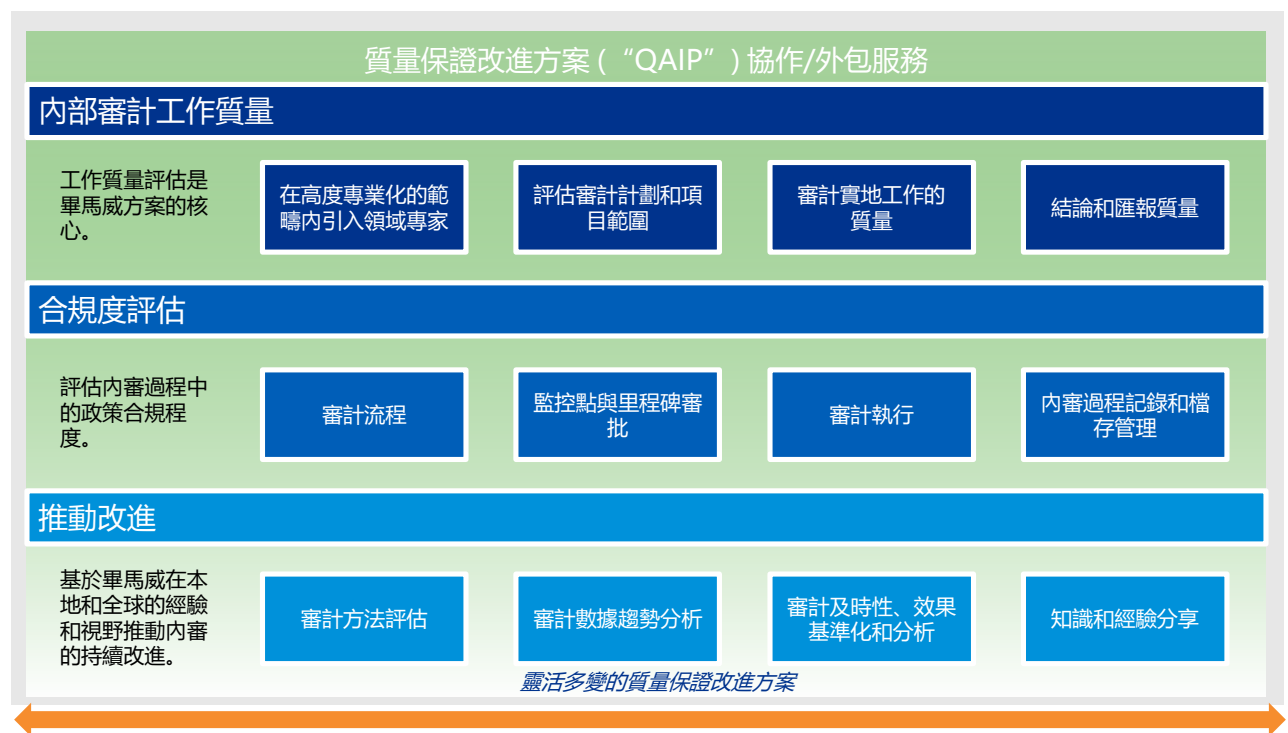 質量保證改進方案 (“QAIP”) 協作/外包服務
內部審計工作質量
工作質量評估是
畢馬威方案的核
心。
在高度專業化的範
疇內引入領域專家
評估審計計劃和項
目範圍
審計實地工作的
質量
結論和匯報質量
合規度評估
評估內審過程中
的政策合規程
度。
審計流程
監控點與里程碑審
批
審計執行
內審過程記錄和檔
存管理
推動改進
基於畢馬威在本
地和全球的經驗
和視野推動內審
的持續改進。
審計方法評估
審計數據趨勢分析
審計及時性、效果
基準化和分析
知識和經驗分享
靈活多變的質量保證改進方案